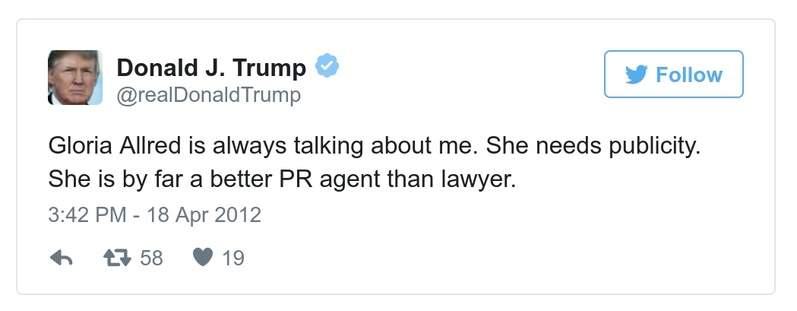 Donald J. Trump
@realDonaldTrump
Follow
Gloria Allred is always talking about me. She needs publicity.
She is by far a better PR agent than lawyer.
3:42 PM - 18 Apr 2012
58 19